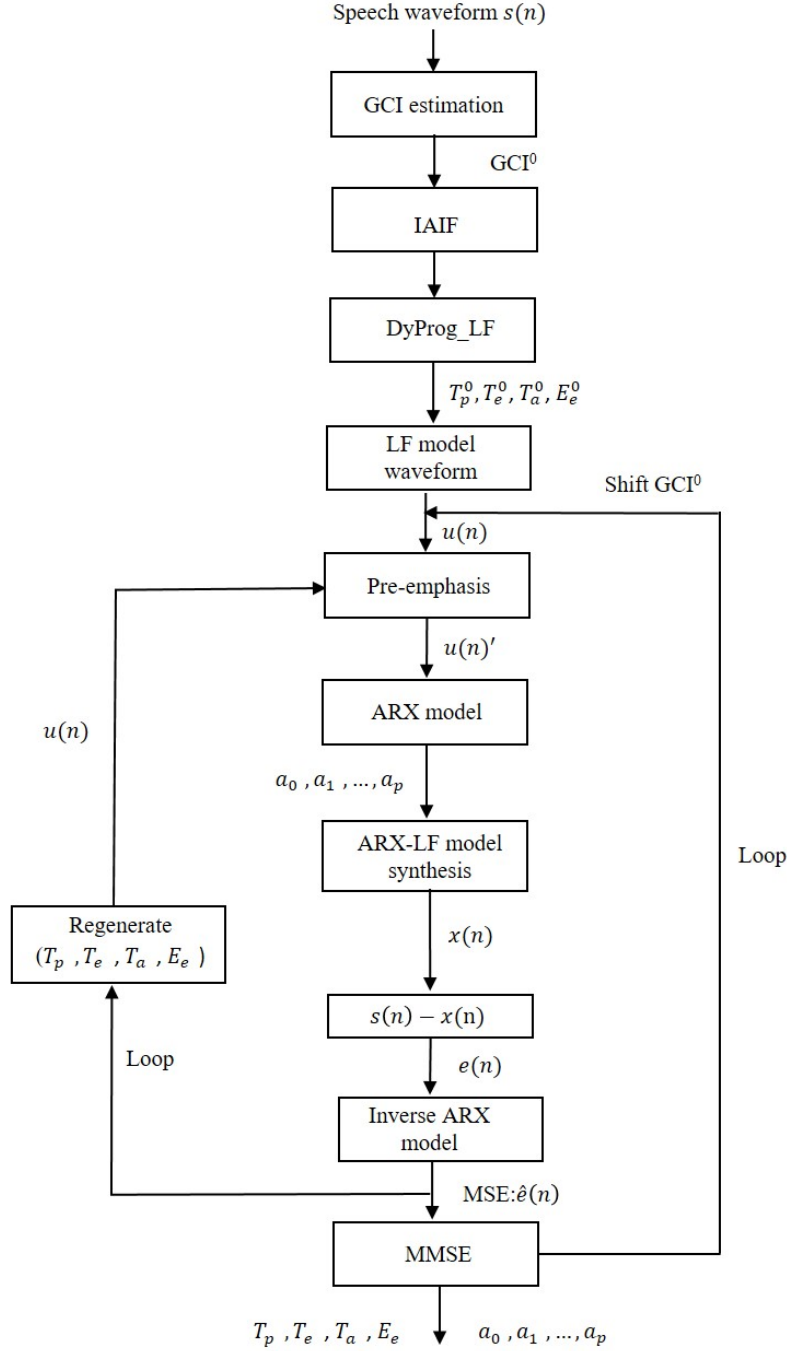 Speech waveform s(n)
GCI estimation
GCI⁰
IAIF
DyProg_LF
T_p^0, T_e^0, T_a^0, E_e^0
LF model
waveform
Shift GCI⁰
u(n)
Pre-emphasis
u(n)′
ARX model
u(n)
a_0 , a_1 , …, a_p
ARX-LF model
synthesis
Loop
Regenerate
(T_p , T_e , T_a , E_e )
x(n)
s(n) − x(n)
Loop
e(n)
Inverse ARX
model
MSE:ê(n)
MMSE
T_p , T_e , T_a , E_e
a_0 , a_1 , …, a_p